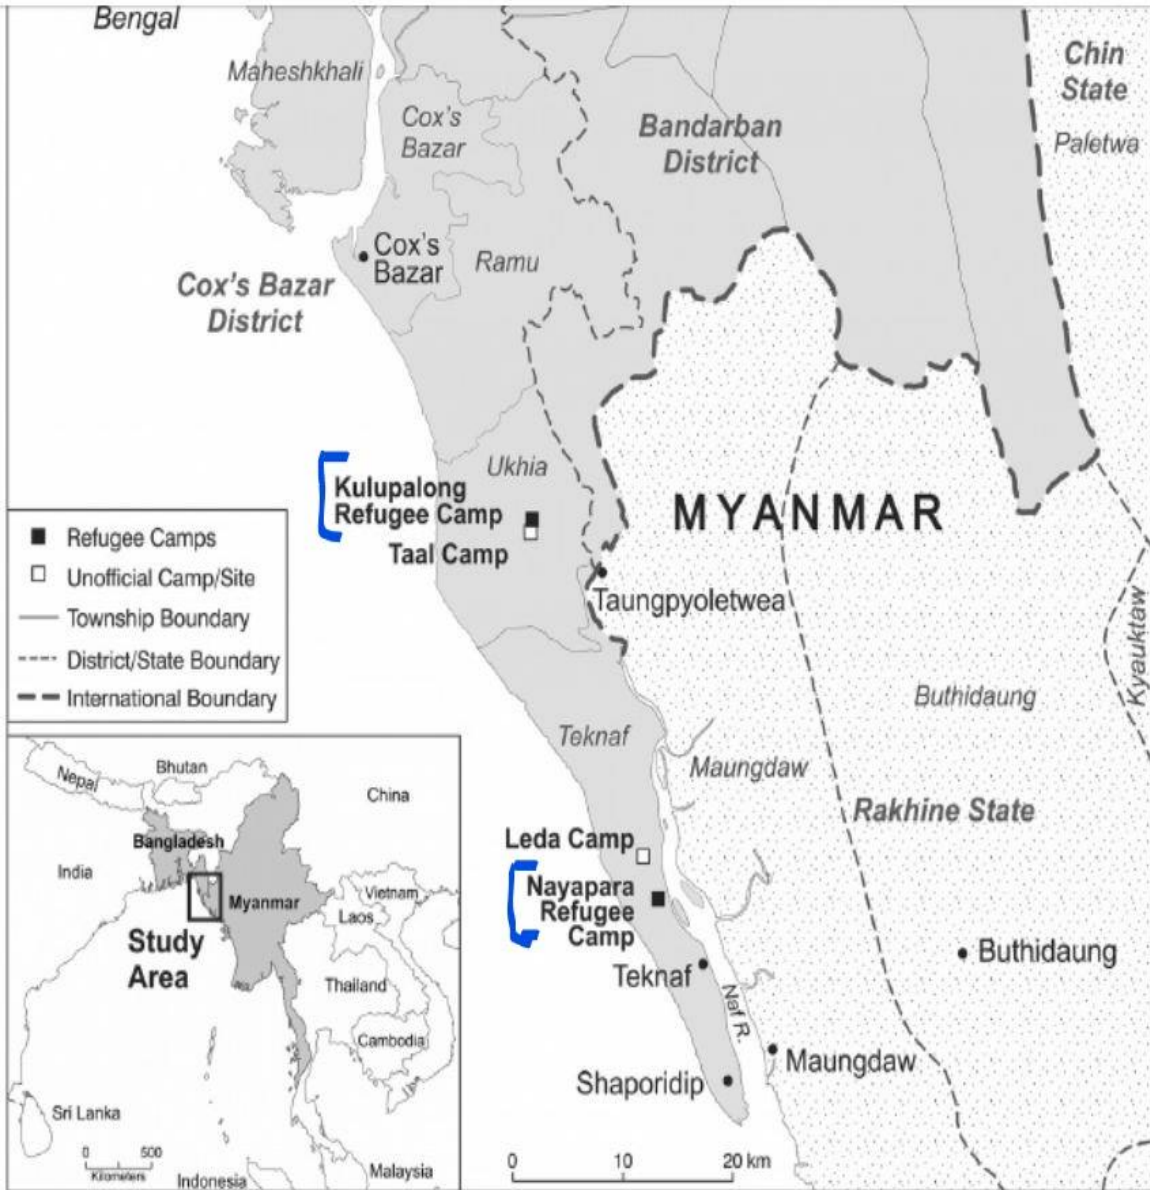 Bengal
Maheshkhali
Cox's
Bazar
Bandarban
District
Chin
State
Paletwa
Cox's
Bazar
Ramu
Cox's Bazar
District
Ukhia
Kulupalong
Refugee Camp
Taal Camp
MYANMAR
Taungpyoletwea
Refugee Camps
Unofficial Camp/Site
Township Boundary
District/State Boundary
International Boundary
Kyauktaw
Buthidaung
Teknaf
Maungdaw
Rakhine State
Leda Camp
Nayapara
Refugee
Camp
Teknaf
Naf R.
Buthidaung
Maungdaw
Shaporidip
0 10 20 km
Nepal
Bhutan
China
Bangladesh
India
Myanmar
Vietnam
Laos
Study
Area
Thailand
Cambodia
Sri Lanka
0 500
Kilometers
Indonesia
Malaysia